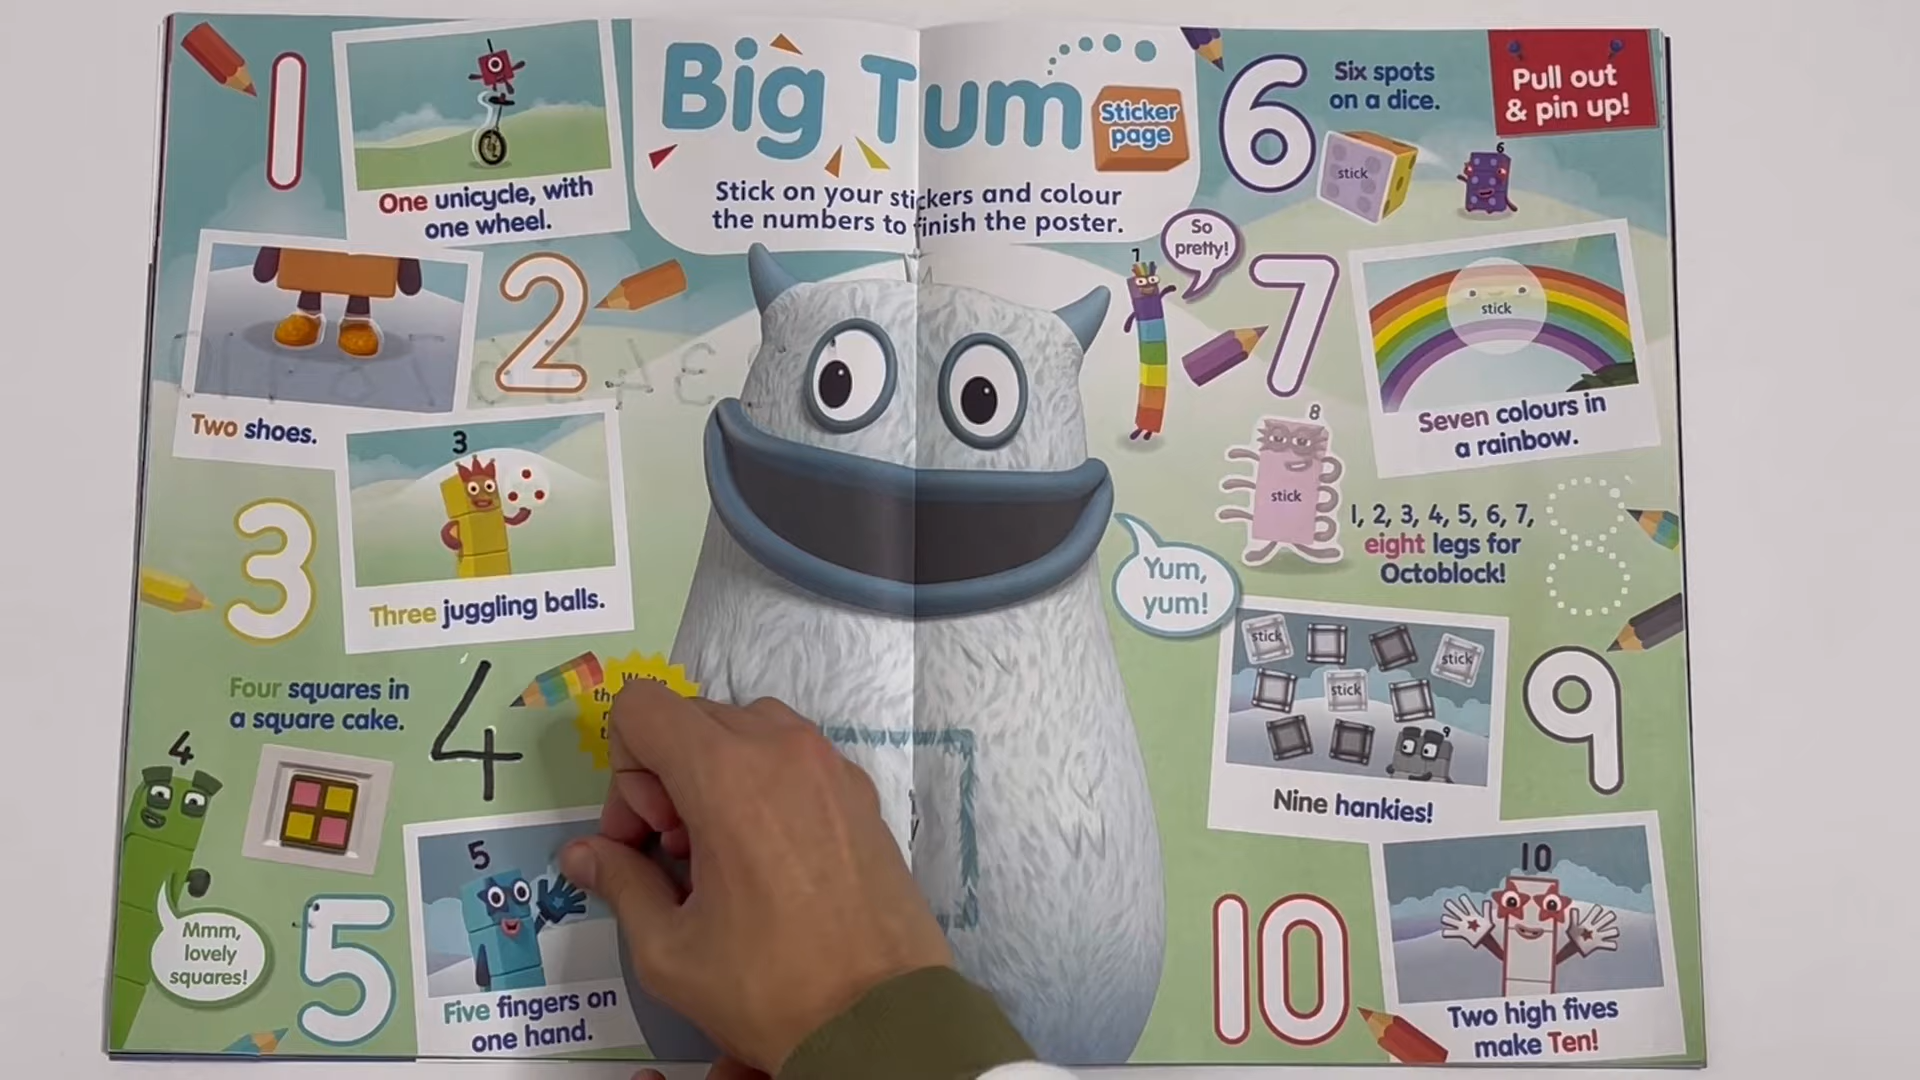 Big Tum
Sticker
page
Stick on your stickers and colour
the numbers to finish the poster.
1
1
One unicycle, with
one wheel.
2
Two shoes.
3
3
Three juggling balls.
Four squares in
a square cake.
4
4
Mmm,
lovely
squares!
5
5
Five fingers on
one hand.
6
Six spots
on a dice.
stick
6
Pull out
& pin up!
So
pretty!
7
7
stick
Seven colours in
a rainbow.
8
stick
1, 2, 3, 4, 5, 6, 7,
eight legs for
Octoblock!
8
Yum,
yum!
stick
stick
stick
9
9
Nine hankies!
10
10
Two high fives
make Ten!